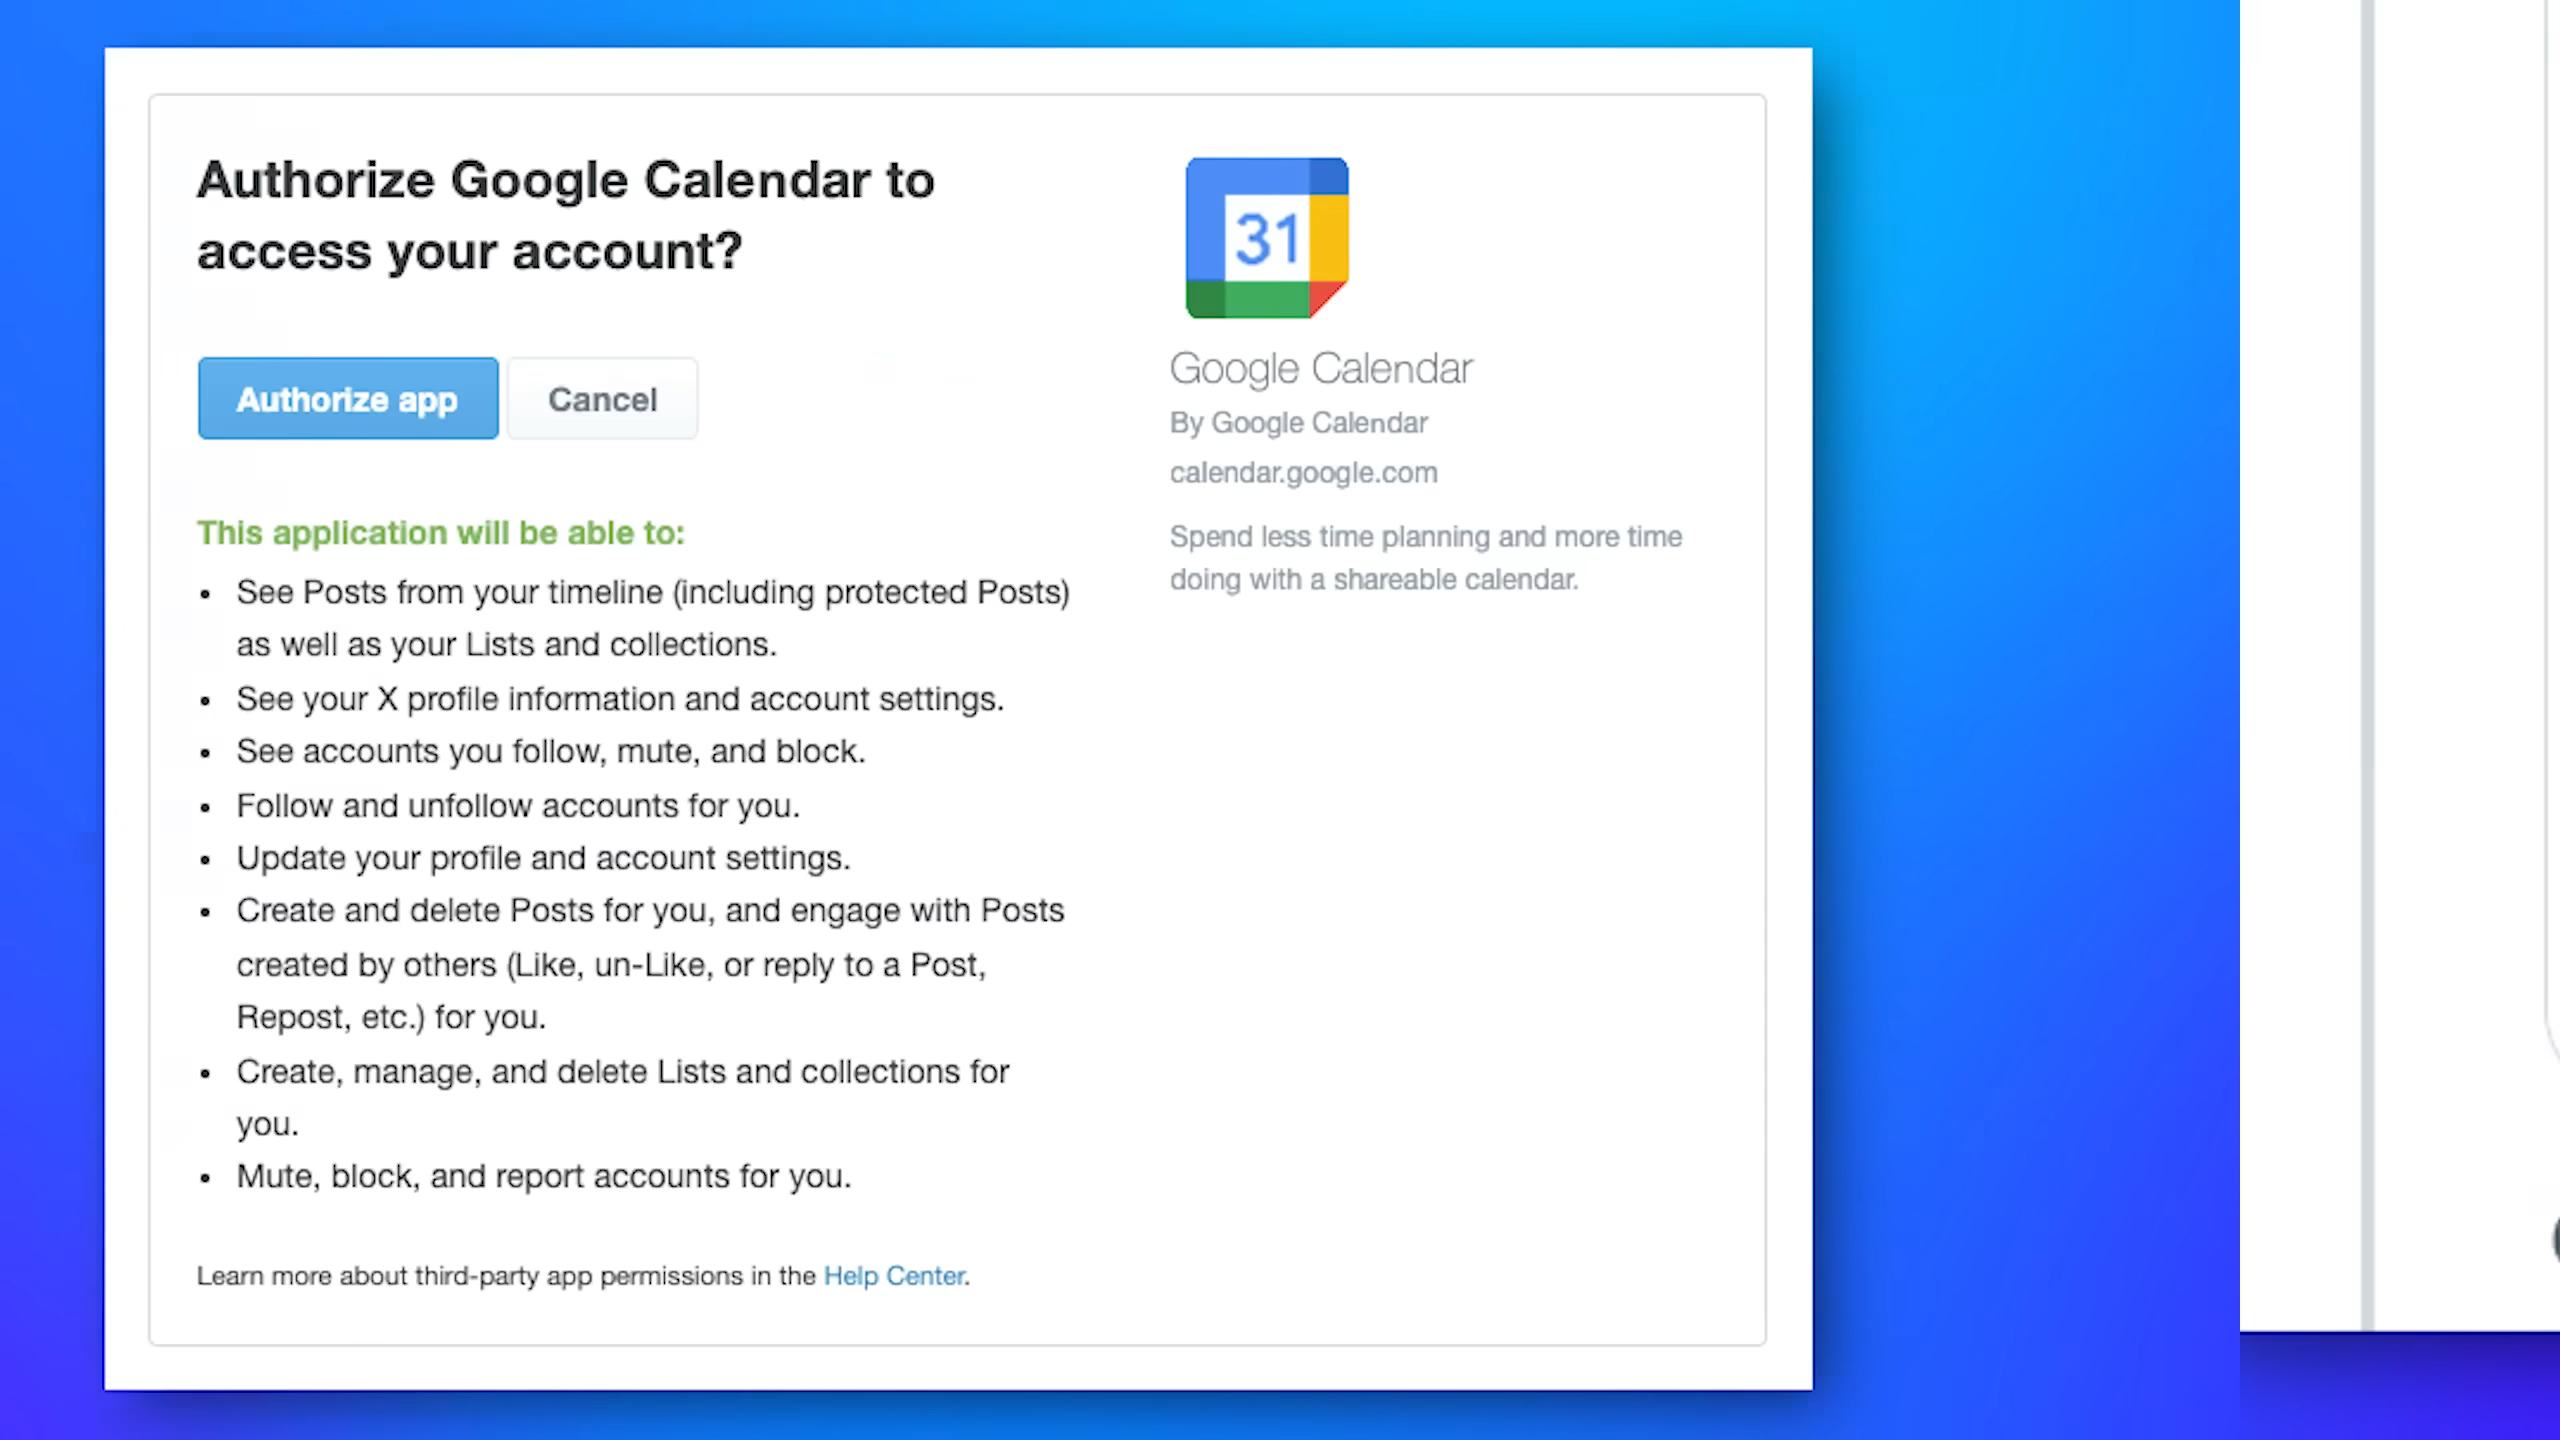 Authorize Google Calendar to
access your account?
Authorize app
Cancel
This application will be able to:
• See Posts from your timeline (including protected Posts)
as well as your Lists and collections.
• See your X profile information and account settings.
• See accounts you follow, mute, and block.
• Follow and unfollow accounts for you.
• Update your profile and account settings.
• Create and delete Posts for you, and engage with Posts
created by others (Like, un-Like, or reply to a Post,
Repost, etc.) for you.
• Create, manage, and delete Lists and collections for
you.
• Mute, block, and report accounts for you.
Learn more about third-party app permissions in the Help Center.
31
Google Calendar
By Google Calendar
calendar.google.com
Spend less time planning and more time
doing with a shareable calendar.